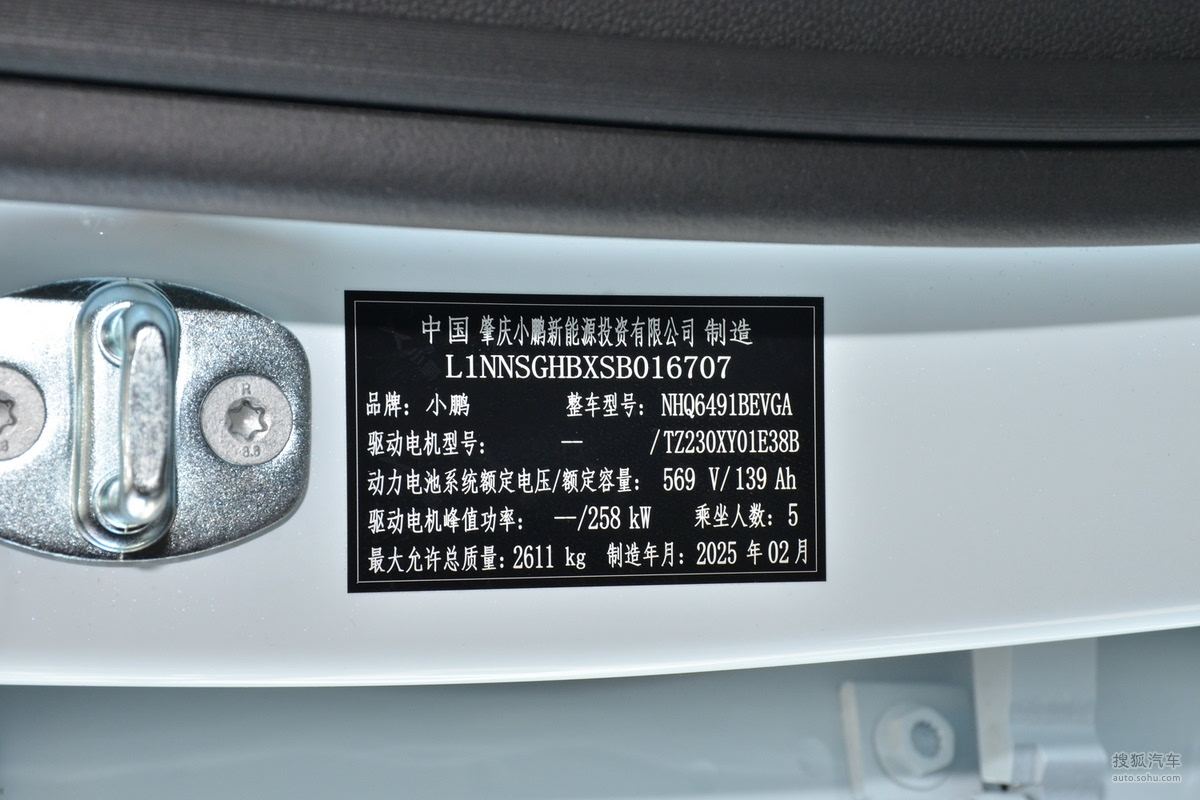 中国 肇庆小鹏新能源投资有限公司 制造
L1NNSGHBXSB016707
品牌: 小鹏 整车型号: NHQ6491BEVGA
驱动电机型号: — /TZ230XY01E38B
动力电池系统额定电压/额定容量: 569 V/139 Ah
驱动电机峰值功率: —/258 kW 乘坐人数: 5
最大允许总质量: 2611 kg 制造年月: 2025 年 02 月
R
8.8
搜狐汽车
auto.sohu.com